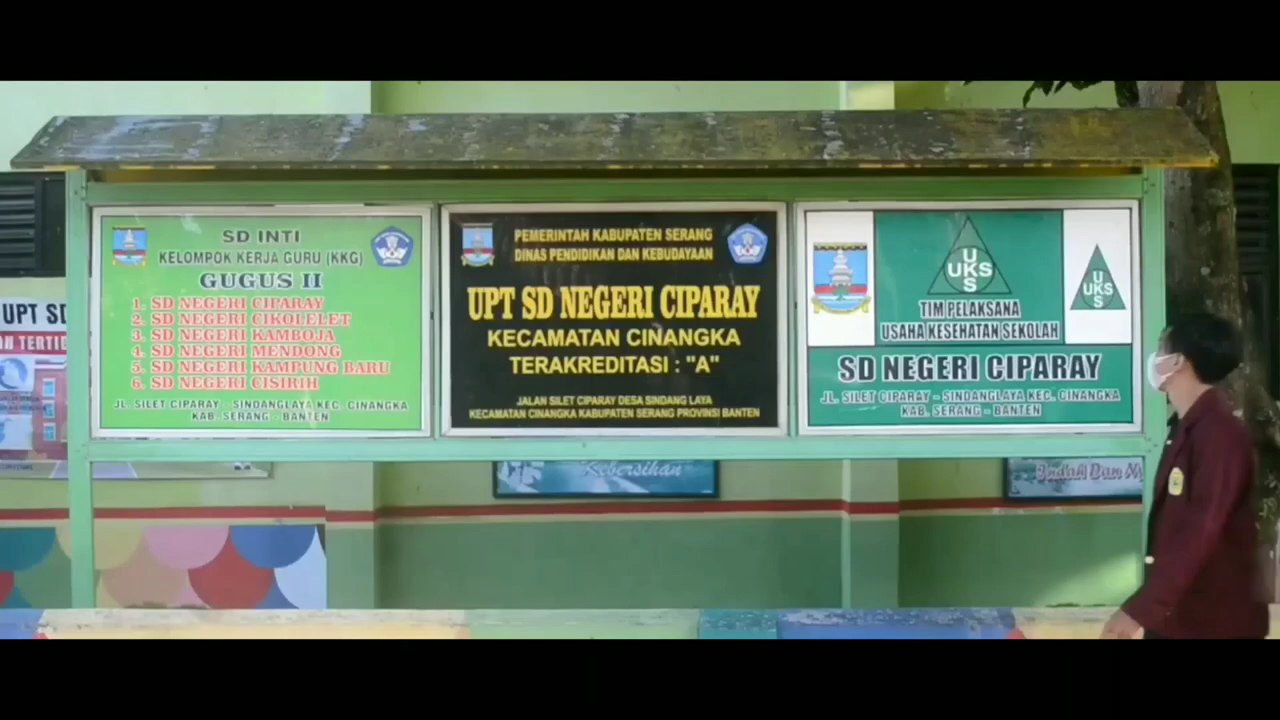 SD INTI
KELOMPOK KERJA GURU (KKG)
GUGUS II
1. SD NEGERI CIPARAY
2. SD NEGERI CIKOLELET
3. SD NEGERI KAMBOJA
4. SD NEGERI MENDONG
5. SD NEGERI KAMPUNG BARU
6. SD NEGERI CISIRIH
JL. SILET CIPARAY - SINDANGLAYA KEC. CINANGKA
KAB. SERANG - BANTEN
PEMERINTAH KABUPATEN SERANG
DINAS PENDIDIKAN DAN KEBUDAYAAN
UPT SD NEGERI CIPARAY
KECAMATAN CINANGKA
TERAKREDITASI : "A"
JALAN SILET CIPARAY DESA SINDANG LAYA
KECAMATAN CINANGKA KABUPATEN SERANG PROVINSI BANTEN
UKS
UKS
TIM PELAKSANA
USAHA KESEHATAN SEKOLAH
SD NEGERI CIPARAY
JL. SILET CIPARAY - SINDANGLAYA KEC. CINANGKA
KAB. SERANG - BANTEN
UPT SD
TERTIB
Kebersihan
Indah Dan